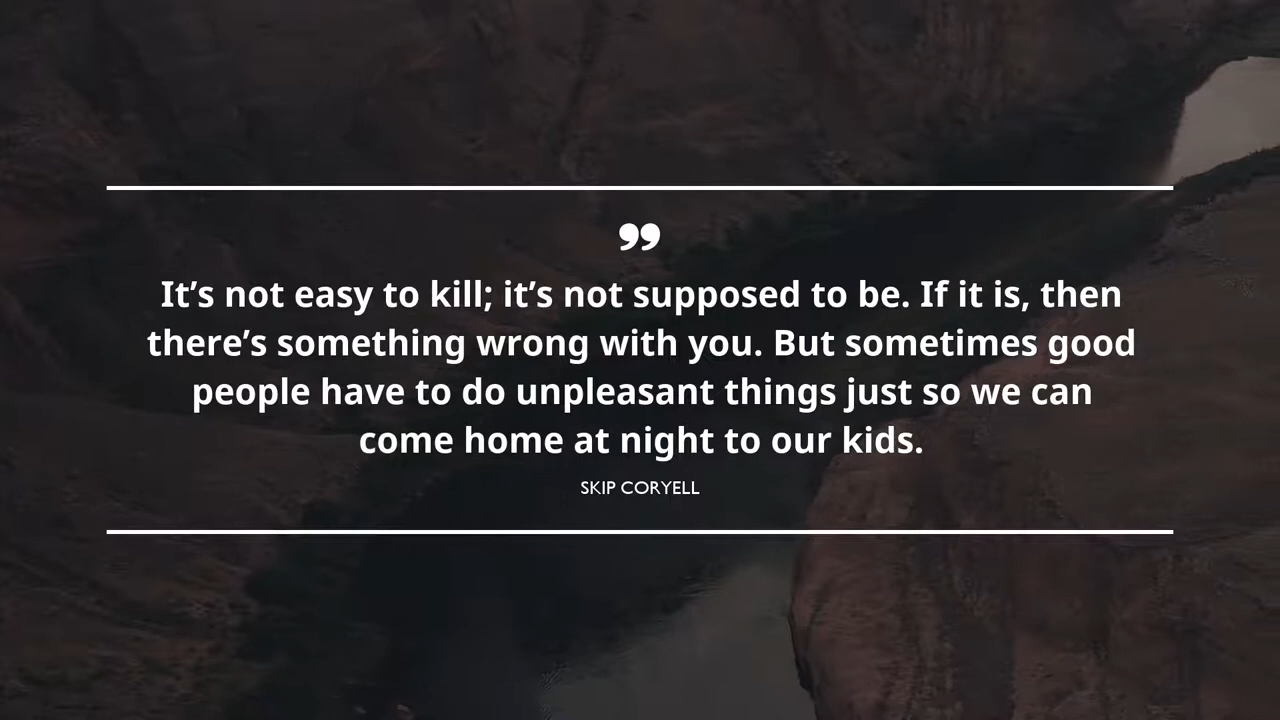 ”
It’s not easy to kill; it’s not supposed to be. If it is, then
there’s something wrong with you. But sometimes good
people have to do unpleasant things just so we can
come home at night to our kids.
SKIP CORYELL